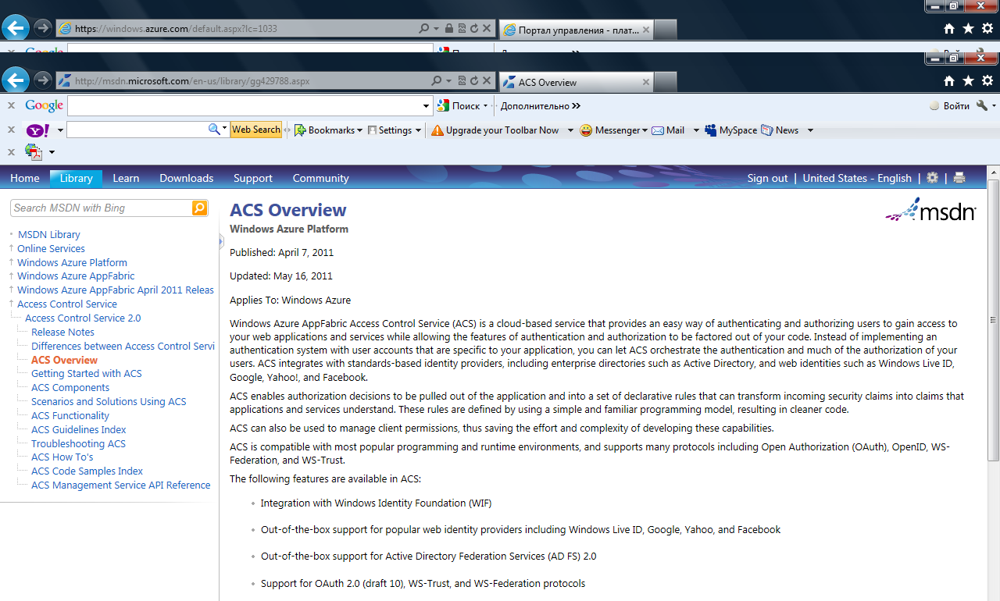 https://windows.azure.com/default.aspx?lc=1033
Портал управления - плат...
Google
http://msdn.microsoft.com/en-us/library/gg429788.aspx
ACS Overview
x Google Поиск Дополнительно Войти
x Y! Web Search Bookmarks Settings Upgrade your Toolbar Now Messenger Mail MySpace News
x
Home Library Learn Downloads Support Community Sign out | United States - English | |
Search MSDN with Bing
msdn
MSDN Library
Online Services
Windows Azure Platform
Windows Azure AppFabric
Windows Azure AppFabric April 2011 Releas
Access Control Service
Access Control Service 2.0
Release Notes
Differences between Access Control Servi
ACS Overview
Getting Started with ACS
ACS Components
Scenarios and Solutions Using ACS
ACS Functionality
ACS Guidelines Index
Troubleshooting ACS
ACS How To's
ACS Code Samples Index
ACS Management Service API Reference
ACS Overview
Windows Azure Platform
Published: April 7, 2011
Updated: May 16, 2011
Applies To: Windows Azure
Windows Azure AppFabric Access Control Service (ACS) is a cloud-based service that provides an easy way of authenticating and authorizing users to gain access to
your web applications and services while allowing the features of authentication and authorization to be factored out of your code. Instead of implementing an
authentication system with user accounts that are specific to your application, you can let ACS orchestrate the authentication and much of the authorization of your
users. ACS integrates with standards-based identity providers, including enterprise directories such as Active Directory, and web identities such as Windows Live ID,
Google, Yahoo!, and Facebook.
ACS enables authorization decisions to be pulled out of the application and into a set of declarative rules that can transform incoming security claims into claims that
applications and services understand. These rules are defined by using a simple and familiar programming model, resulting in cleaner code.
ACS can also be used to manage client permissions, thus saving the effort and complexity of developing these capabilities.
ACS is compatible with most popular programming and runtime environments, and supports many protocols including Open Authorization (OAuth), OpenID, WS-
Federation, and WS-Trust.
The following features are available in ACS:
Integration with Windows Identity Foundation (WIF)
Out-of-the-box support for popular web identity providers including Windows Live ID, Google, Yahoo, and Facebook
Out-of-the-box support for Active Directory Federation Services (AD FS) 2.0
Support for OAuth 2.0 (draft 10), WS-Trust, and WS-Federation protocols